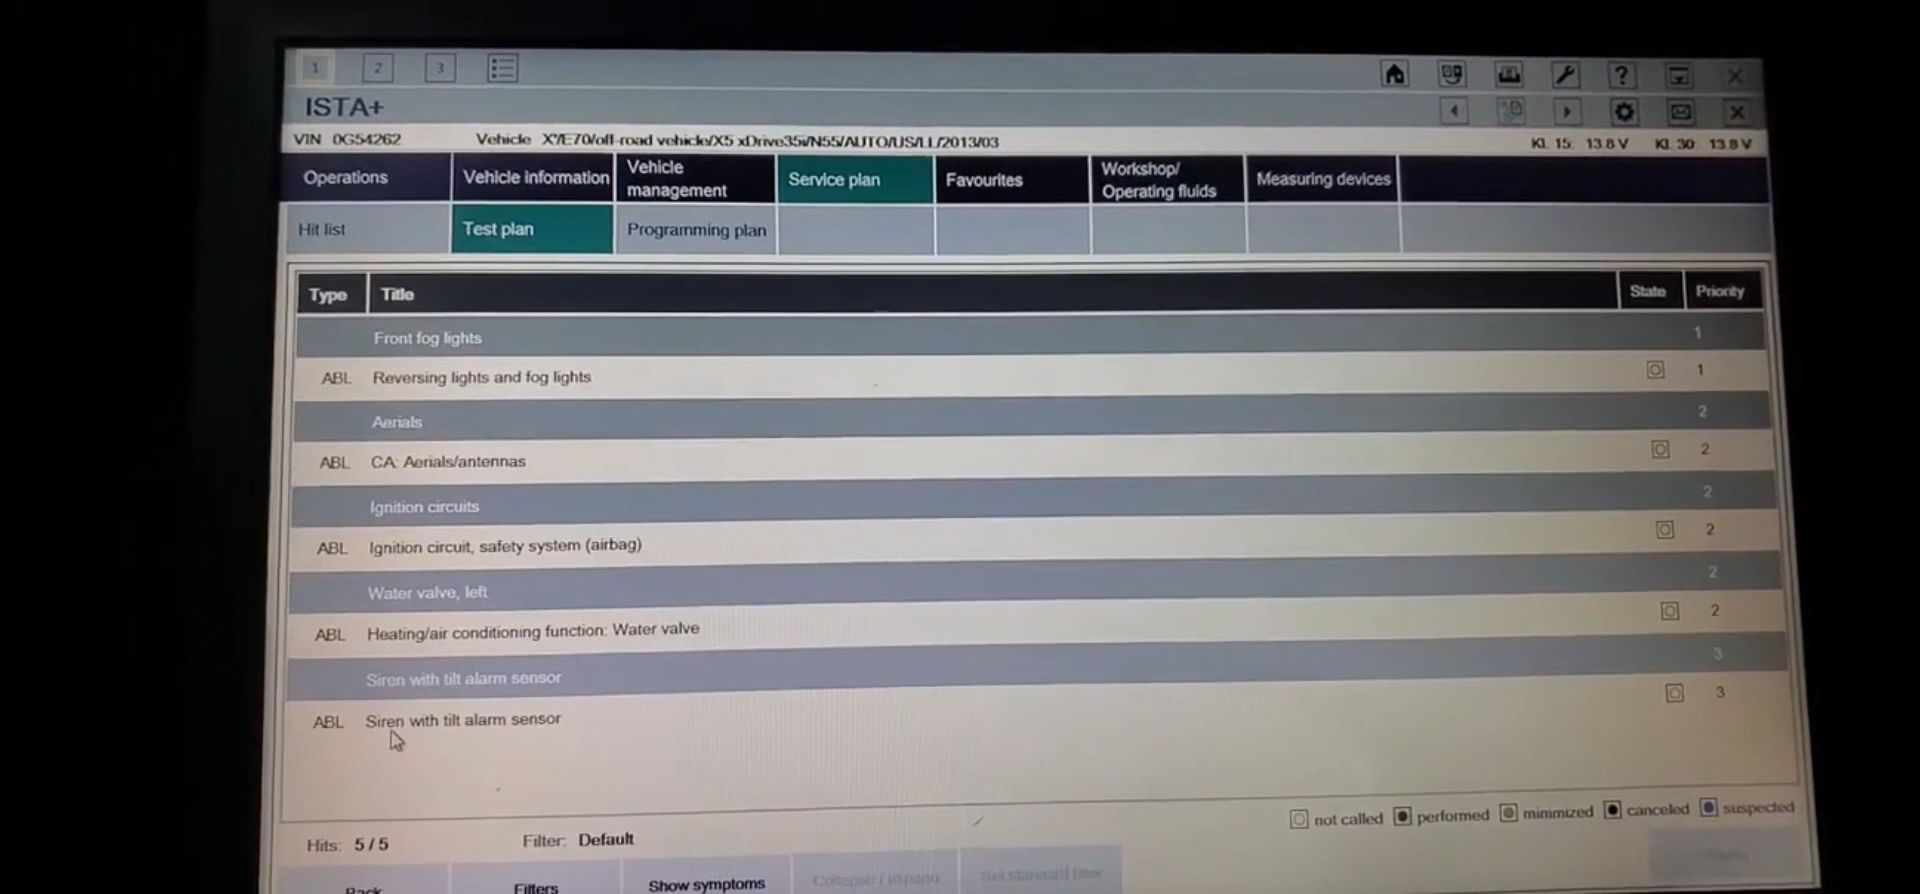 1 2 3
ISTA+
VIN 0G54262 Vehicle X'/E70/off-road vehicle/X5 xDrive35i/N55/AUTO/US/LL/2013/03 KL 15: 13.8 V KL 30: 13.8 V
Operations Vehicle information Vehicle management Service plan Favourites Workshop/ Operating fluids Measuring devices
Hit list Test plan Programming plan
Type Title State Priority
Front fog lights 1
ABL Reversing lights and fog lights 1
Aerials 2
ABL CA: Aerials/antennas 2
Ignition circuits 2
ABL Ignition circuit, safety system (airbag) 2
Water valve, left 2
ABL Heating/air conditioning function: Water valve 2
Siren with tilt alarm sensor 3
ABL Siren with tilt alarm sensor 3
not called performed minimized canceled suspected
Hits: 5 / 5 Filter: Default
Back Filters Show symptoms Collapse / expand Set standard filter